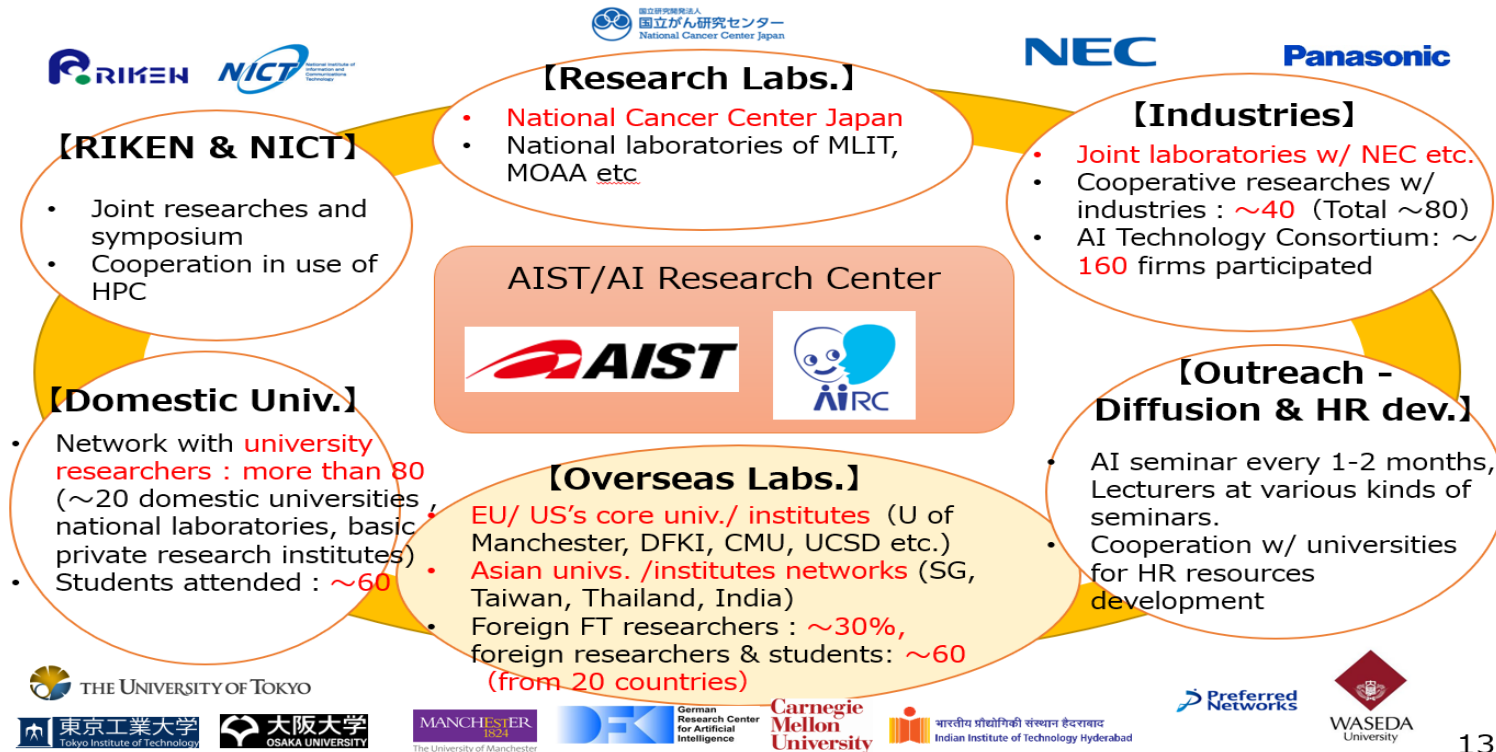 国立研究開発法人
国立がん研究センター
National Cancer Center Japan
RIKEN
NICT
National Institute of
Information and
Communications
Technology
NEC
Panasonic
【Research Labs.】
• National Cancer Center Japan
• National laboratories of MLIT,
MOAA etc
【RIKEN & NICT】
• Joint researches and
symposium
• Cooperation in use of
HPC
【Industries】
• Joint laboratories w/ NEC etc.
• Cooperative researches w/
industries : ～40（Total ～80）
• AI Technology Consortium: ～
160 firms participated
AIST/AI Research Center
AIST
AiRC
【Domestic Univ.】
• Network with university
researchers : more than 80
(～20 domestic universities ,
national laboratories, basic
private research institutes)
• Students attended : ～60
【Overseas Labs.】
• EU/ US’s core univ./ institutes（U of
Manchester, DFKI, CMU, UCSD etc.)
• Asian univs. /institutes networks (SG,
Taiwan, Thailand, India)
• Foreign FT researchers : ～30%,
foreign researchers & students: ～60
（from 20 countries）
【Outreach -
Diffusion & HR dev.】
• AI seminar every 1-2 months,
Lecturers at various kinds of
seminars.
• Cooperation w/ universities
for HR resources
development
THE UNIVERSITY OF TOKYO
東京工業大学
Tokyo Institute of Technology
大阪大学
OSAKA UNIVERSITY
MANCHESTER
1824
The University of Manchester
DFKI
German
Research Center
for Artificial
Intelligence
Carnegie
Mellon
University
भारतीय प्रौद्योगिकी संस्थान हैदराबाद
Indian Institute of Technology Hyderabad
Preferred
Networks
WASEDA
University
13